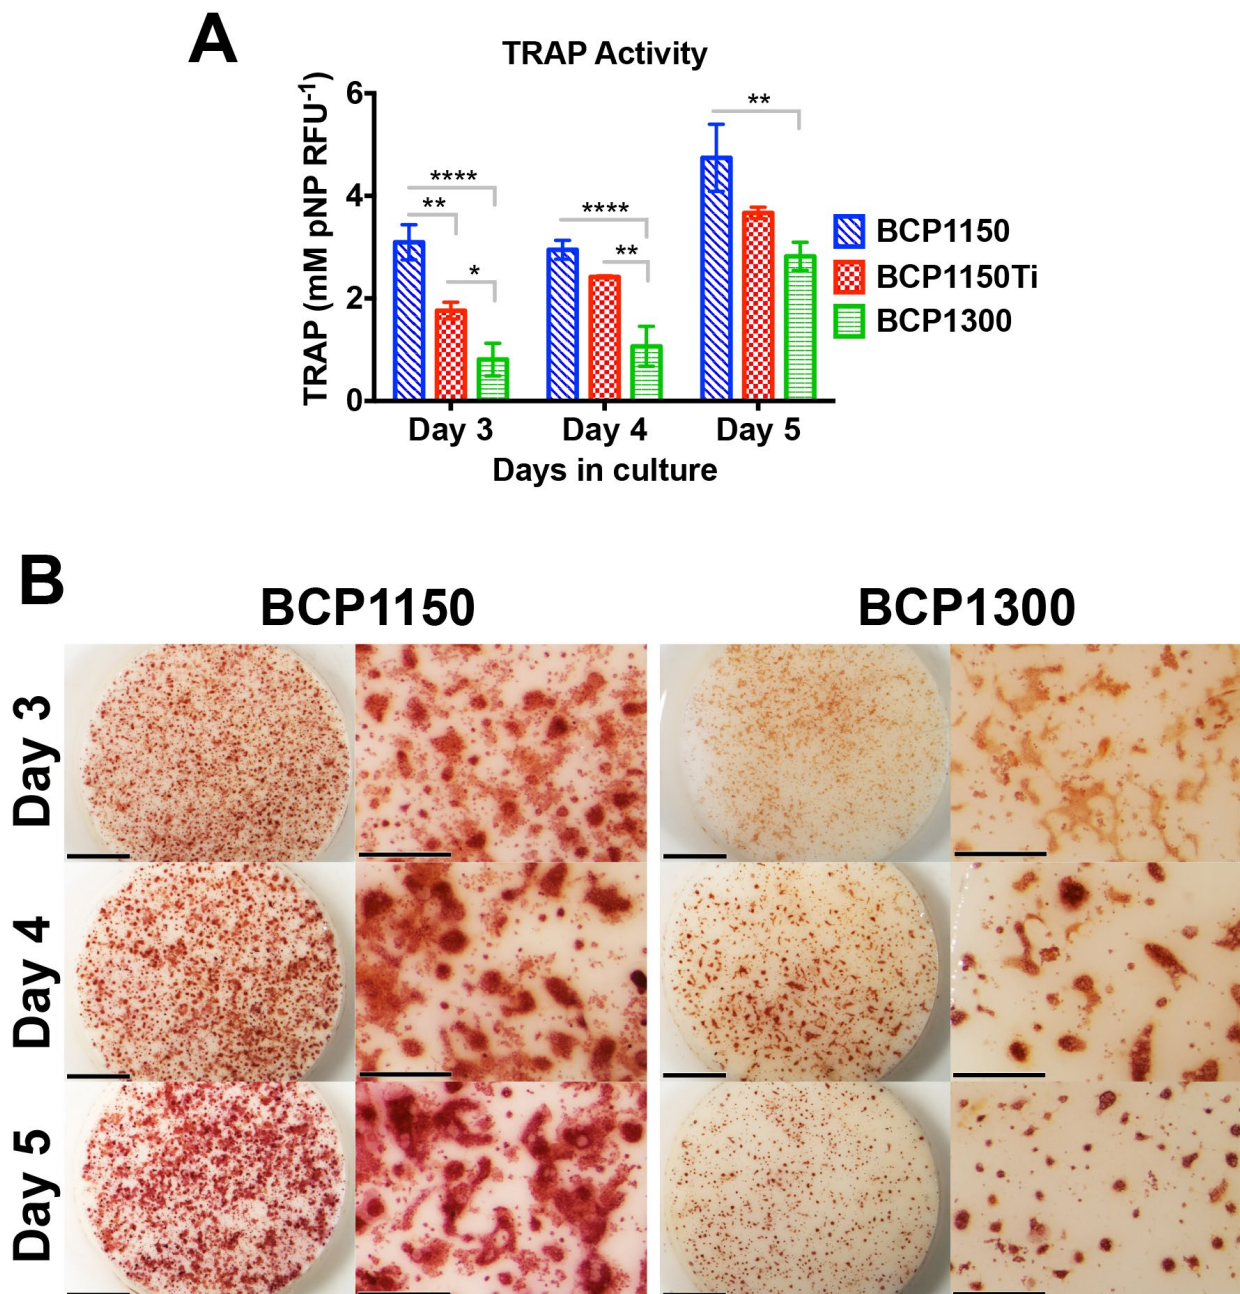 A
TRAP Activity
TRAP (mM pNP RFU⁻¹)
6
4
2
0
****
**
*
****
**
**
Day 3
Day 4
Day 5
Days in culture
BCP1150
BCP1150Ti
BCP1300
B
BCP1150
BCP1300
Day 3
Day 4
Day 5